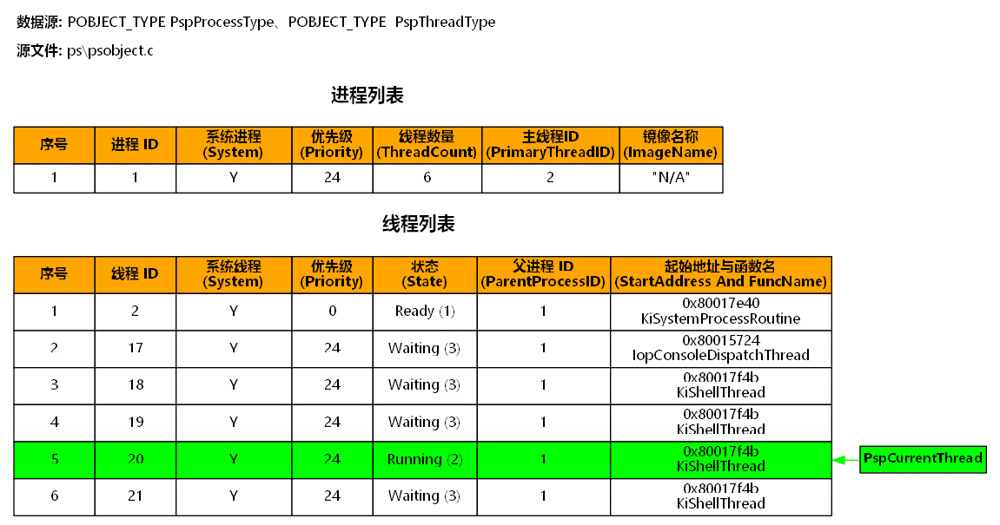 数据源: POBJECT_TYPE PspProcessType、POBJECT_TYPE  PspThreadType
源文件: ps\psobject.c
进程列表
序号 进程 ID 系统进程 (System) 优先级 (Priority) 线程数量 (ThreadCount) 主线程ID (PrimaryThreadID) 镜像名称 (ImageName)
1 1 Y 24 6 2 "N/A"
线程列表
序号 线程 ID 系统线程 (System) 优先级 (Priority) 状态 (State) 父进程 ID (ParentProcessID) 起始地址与函数名 (StartAddress And FuncName)
1 2 Y 0 Ready (1) 1 0x80017e40 KiSystemProcessRoutine
2 17 Y 24 Waiting (3) 1 0x80015724 IopConsoleDispatchThread
3 18 Y 24 Waiting (3) 1 0x80017f4b KiShellThread
4 19 Y 24 Waiting (3) 1 0x80017f4b KiShellThread
5 20 Y 24 Running (2) 1 0x80017f4b KiShellThread PspCurrentThread
6 21 Y 24 Waiting (3) 1 0x80017f4b KiShellThread